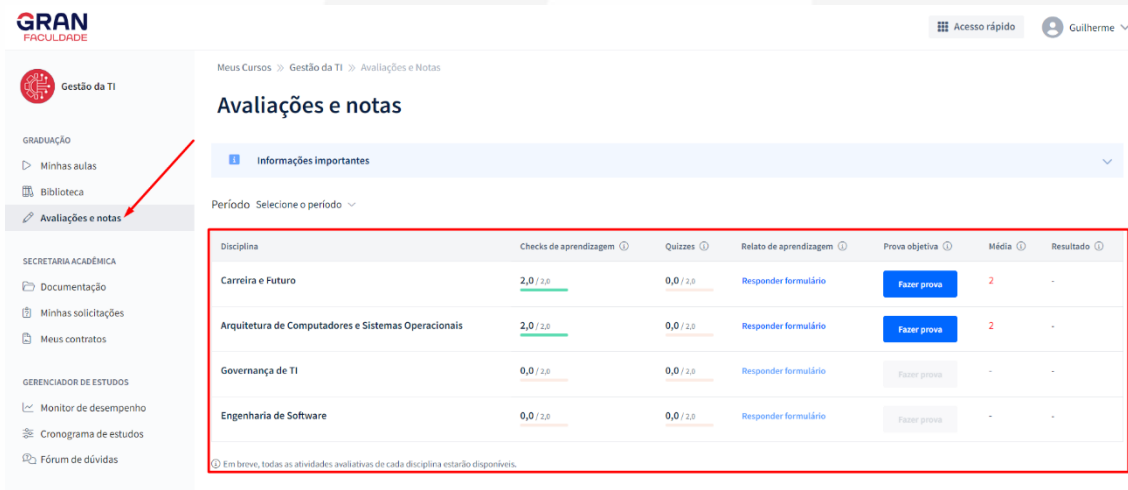 GRAN
FACULDADE
Acesso rápido
Guilherme
Gestão da TI
Meus Cursos » Gestão da TI » Avaliações e Notas
Avaliações e notas
GRADUAÇÃO
Minhas aulas
Biblioteca
Avaliações e notas
SECRETARIA ACADÊMICA
Documentação
Minhas solicitações
Meus contratos
GERENCIADOR DE ESTUDOS
Monitor de desempenho
Cronograma de estudos
Fórum de dúvidas
Informações importantes
Período Selecione o período
Disciplina Checks de aprendizagem Quizzes Relato de aprendizagem Prova objetiva Média Resultado
Carreira e Futuro 2,0 / 2,0 0,0 / 2,0 Responder formulário Fazer prova 2 -
Arquitetura de Computadores e Sistemas Operacionais 2,0 / 2,0 0,0 / 2,0 Responder formulário Fazer prova 2 -
Governança de TI 0,0 / 2,0 0,0 / 2,0 Responder formulário Fazer prova - -
Engenharia de Software 0,0 / 2,0 0,0 / 2,0 Responder formulário Fazer prova - -
Em breve, todas as atividades avaliativas de cada disciplina estarão disponíveis.